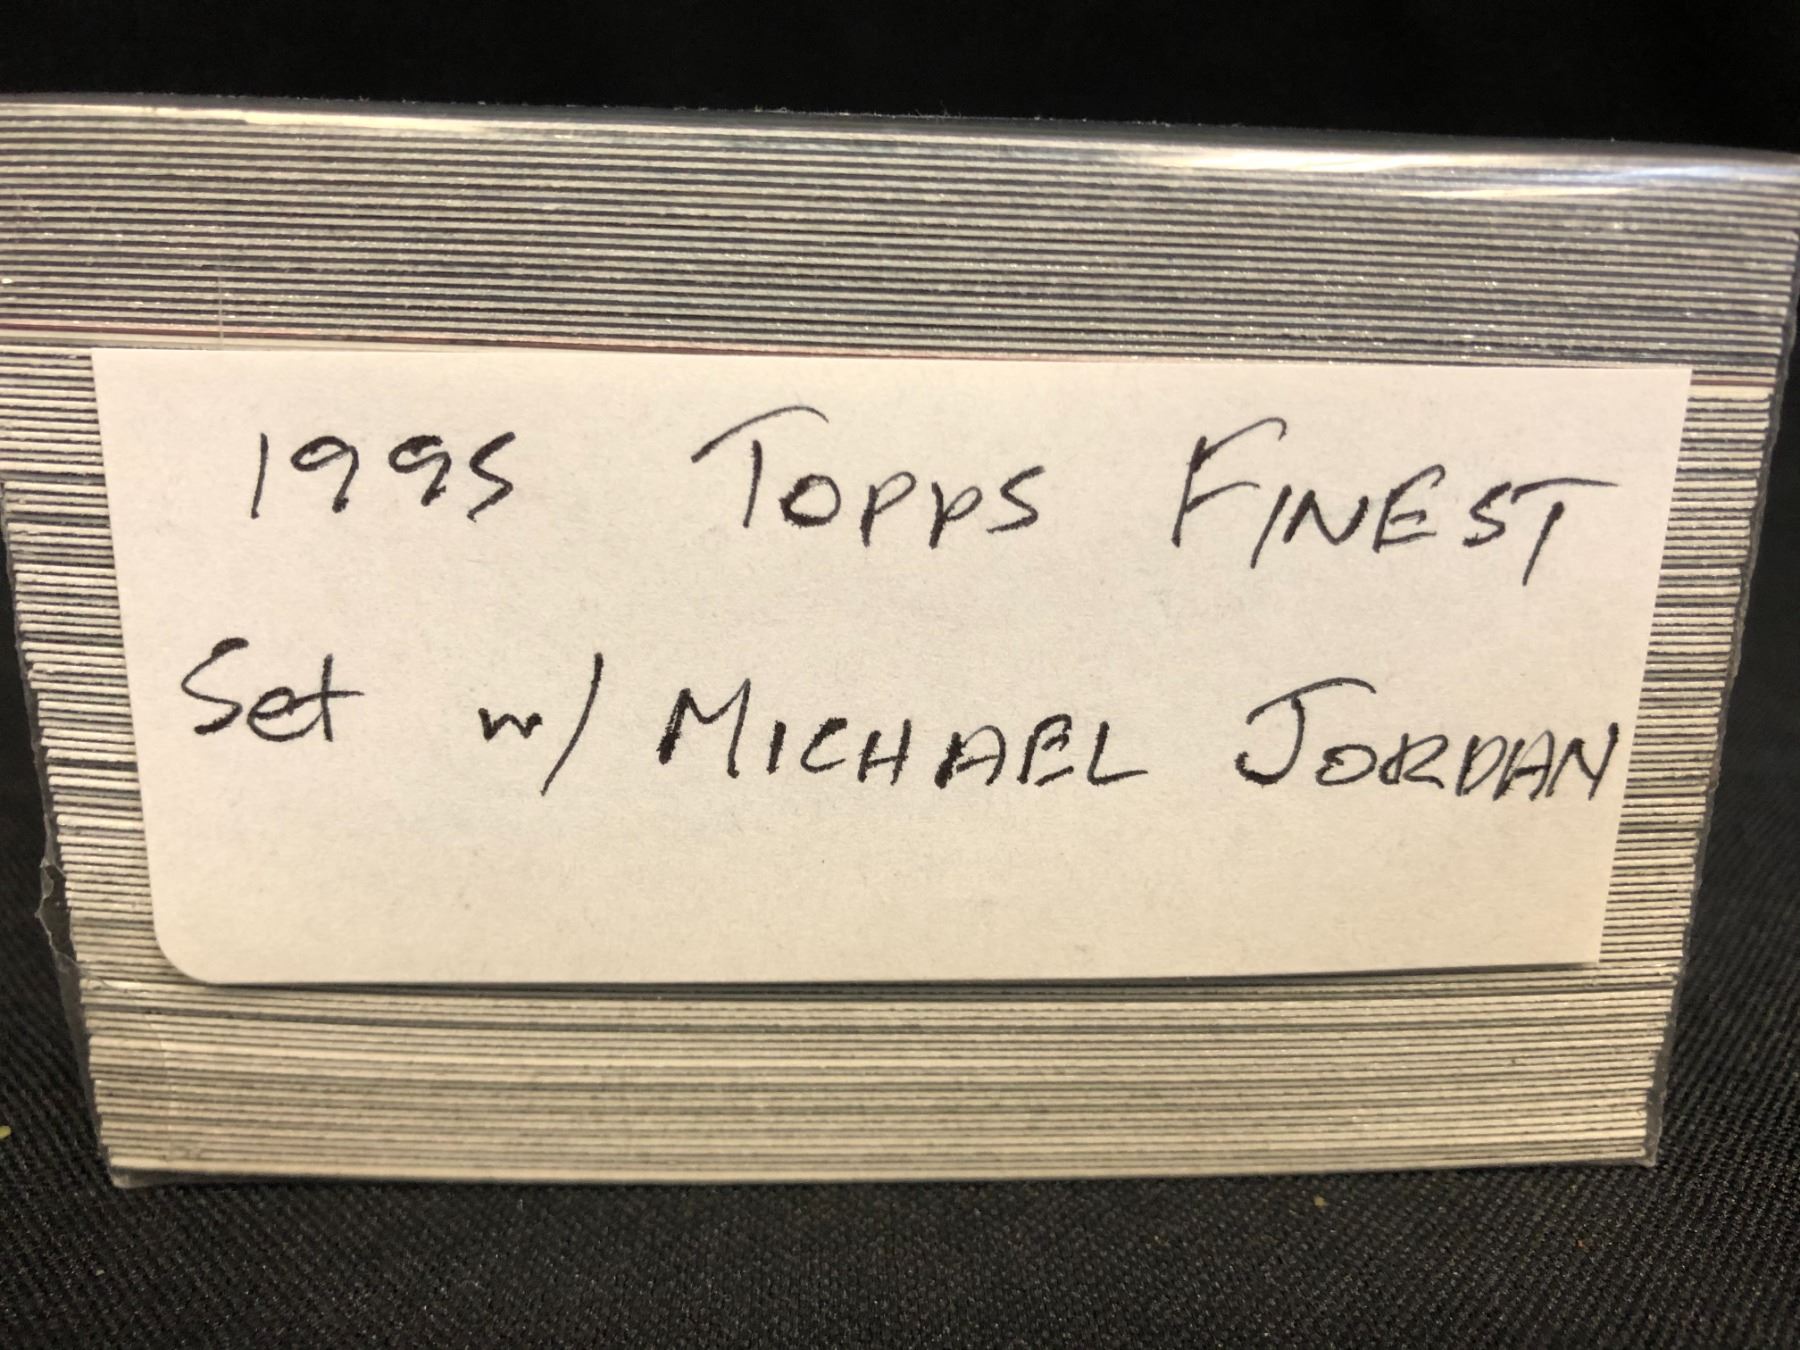 1995 TOPPS FINEST
Set w/ MICHAEL JORDAN